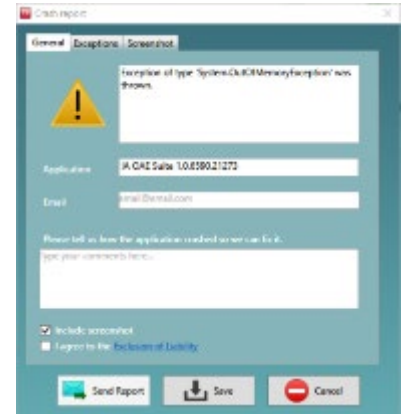 Crash report
General Exceptions Screenshot
Exception of type 'System.OutOfMemoryException' was
thrown.
Application
IA OAE Suite 1.0.6590.21273
Email
email@email.com
Please tell us how the application crashed so we can fix it.
Type your comments here...
Include screenshot
I agree to the Exclusion of Liability
Send Report
Save
Cancel